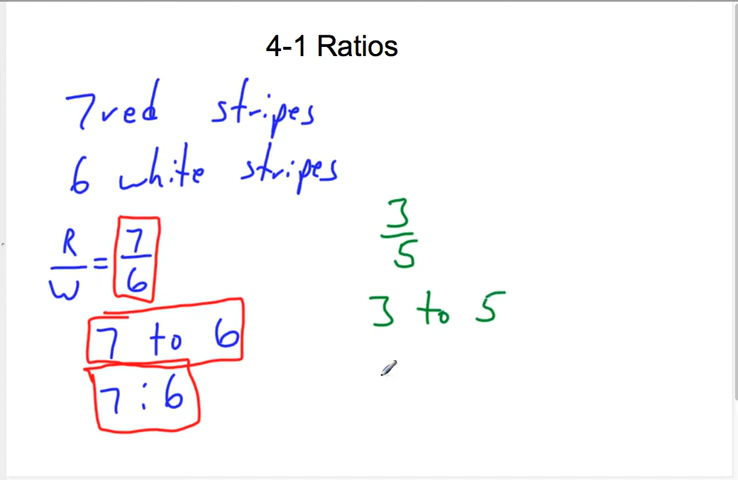 4-1 Ratios
7 red stripes
6 white stripes
R/W = 7/6
7 to 6
7 : 6
3/5
3 to 5